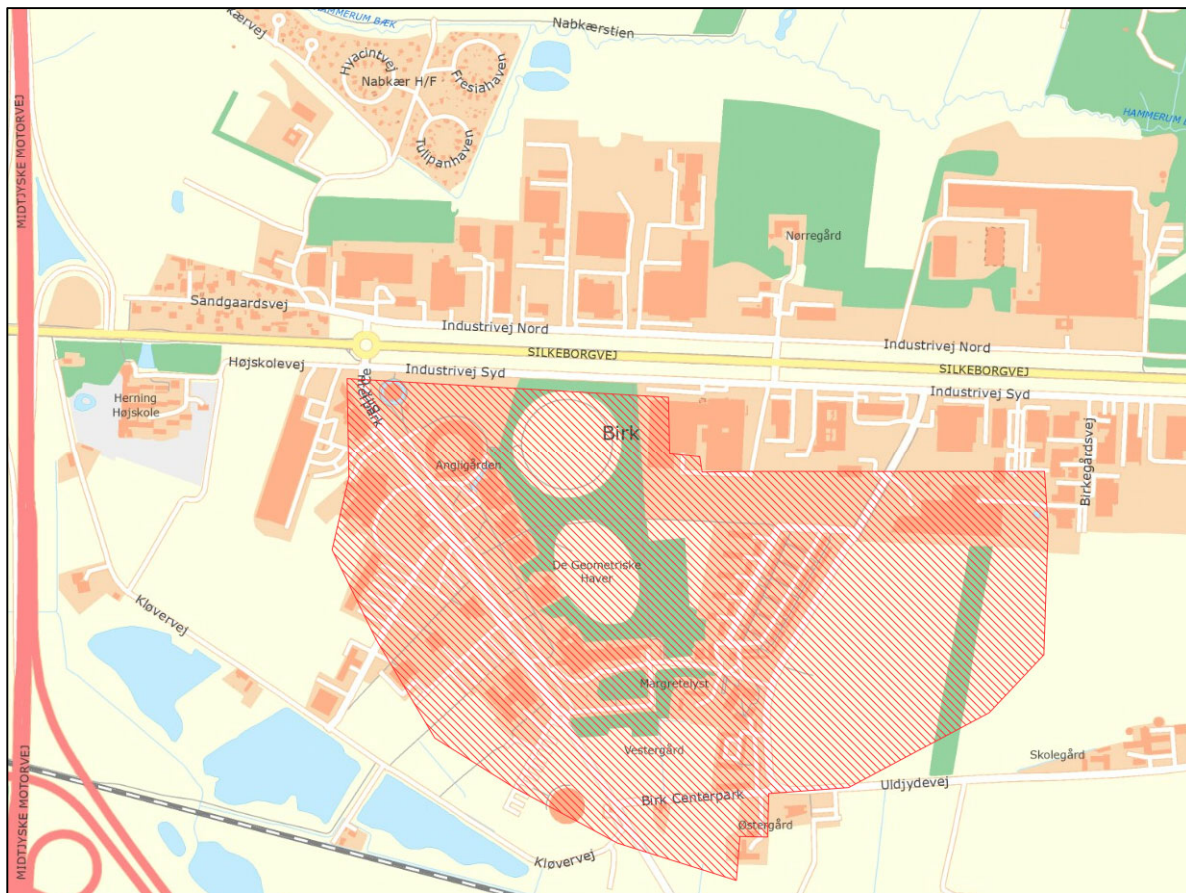 HAMMERUM BÆK
Nabkærstien
kærvej
Hyacintvej
Fresiahaven
Nabkær H/F
Tulipanhaven
MIDTJYSKE MOTORVEJ
HAMMERUM B
Nørregård
Sandgaardsvej
Industrivej Nord
Industrivej Nord
SILKEBORGVEJ
SILKEBORGVEJ
Højskolevej
Industrivej Syd
Industrivej Syd
Herning
Højskole
Birk
Angligården
Birkegårdsvej
De Geometriske
Haver
Kløvervej
Margretelyst
Vestergård
Skolegård
MIDTJYSKE MOTORVEJ
Uldjydevej
Birk Centerpark
Østergård
Kløvervej